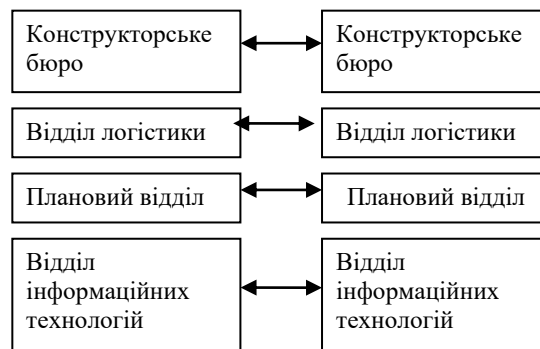 Конструкторське
бюро
Конструкторське
бюро
Відділ логістики
Відділ логістики
Плановий відділ
Плановий відділ
Відділ
інформаційних
технологій
Відділ
інформаційних
технологій